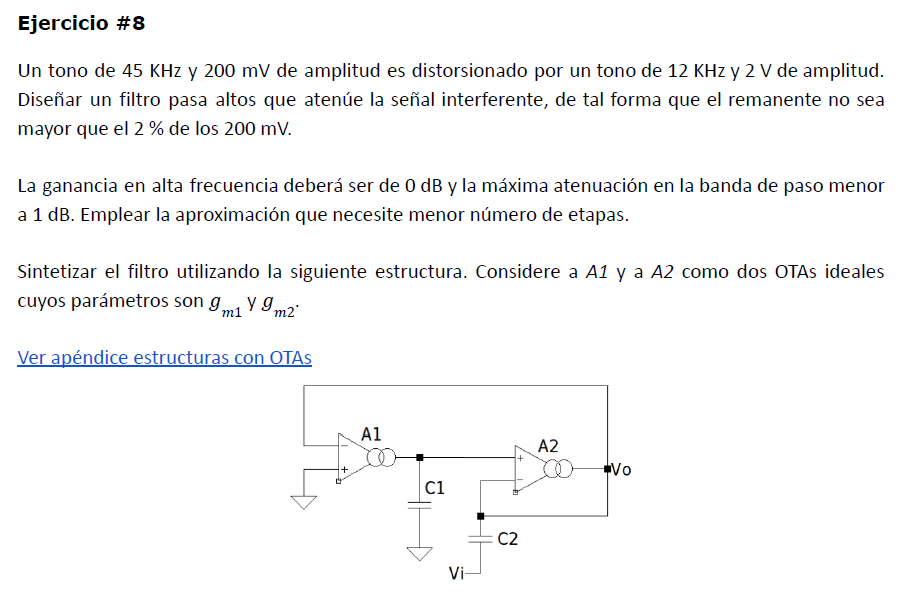 Ejercicio #8
Un tono de 45 KHz y 200 mV de amplitud es distorsionado por un tono de 12 KHz y 2 V de amplitud.
Diseñar un filtro pasa altos que atenúe la señal interferente, de tal forma que el remanente no sea
mayor que el 2 % de los 200 mV.
La ganancia en alta frecuencia deberá ser de 0 dB y la máxima atenuación en la banda de paso menor
a 1 dB. Emplear la aproximación que necesite menor número de etapas.
Sintetizar el filtro utilizando la siguiente estructura. Considere a A1 y a A2 como dos OTAs ideales
cuyos parámetros son g_m1 y g_m2.
Ver apéndice estructuras con OTAs
A1
A2
- + + -
Vo
C1
C2
Vi